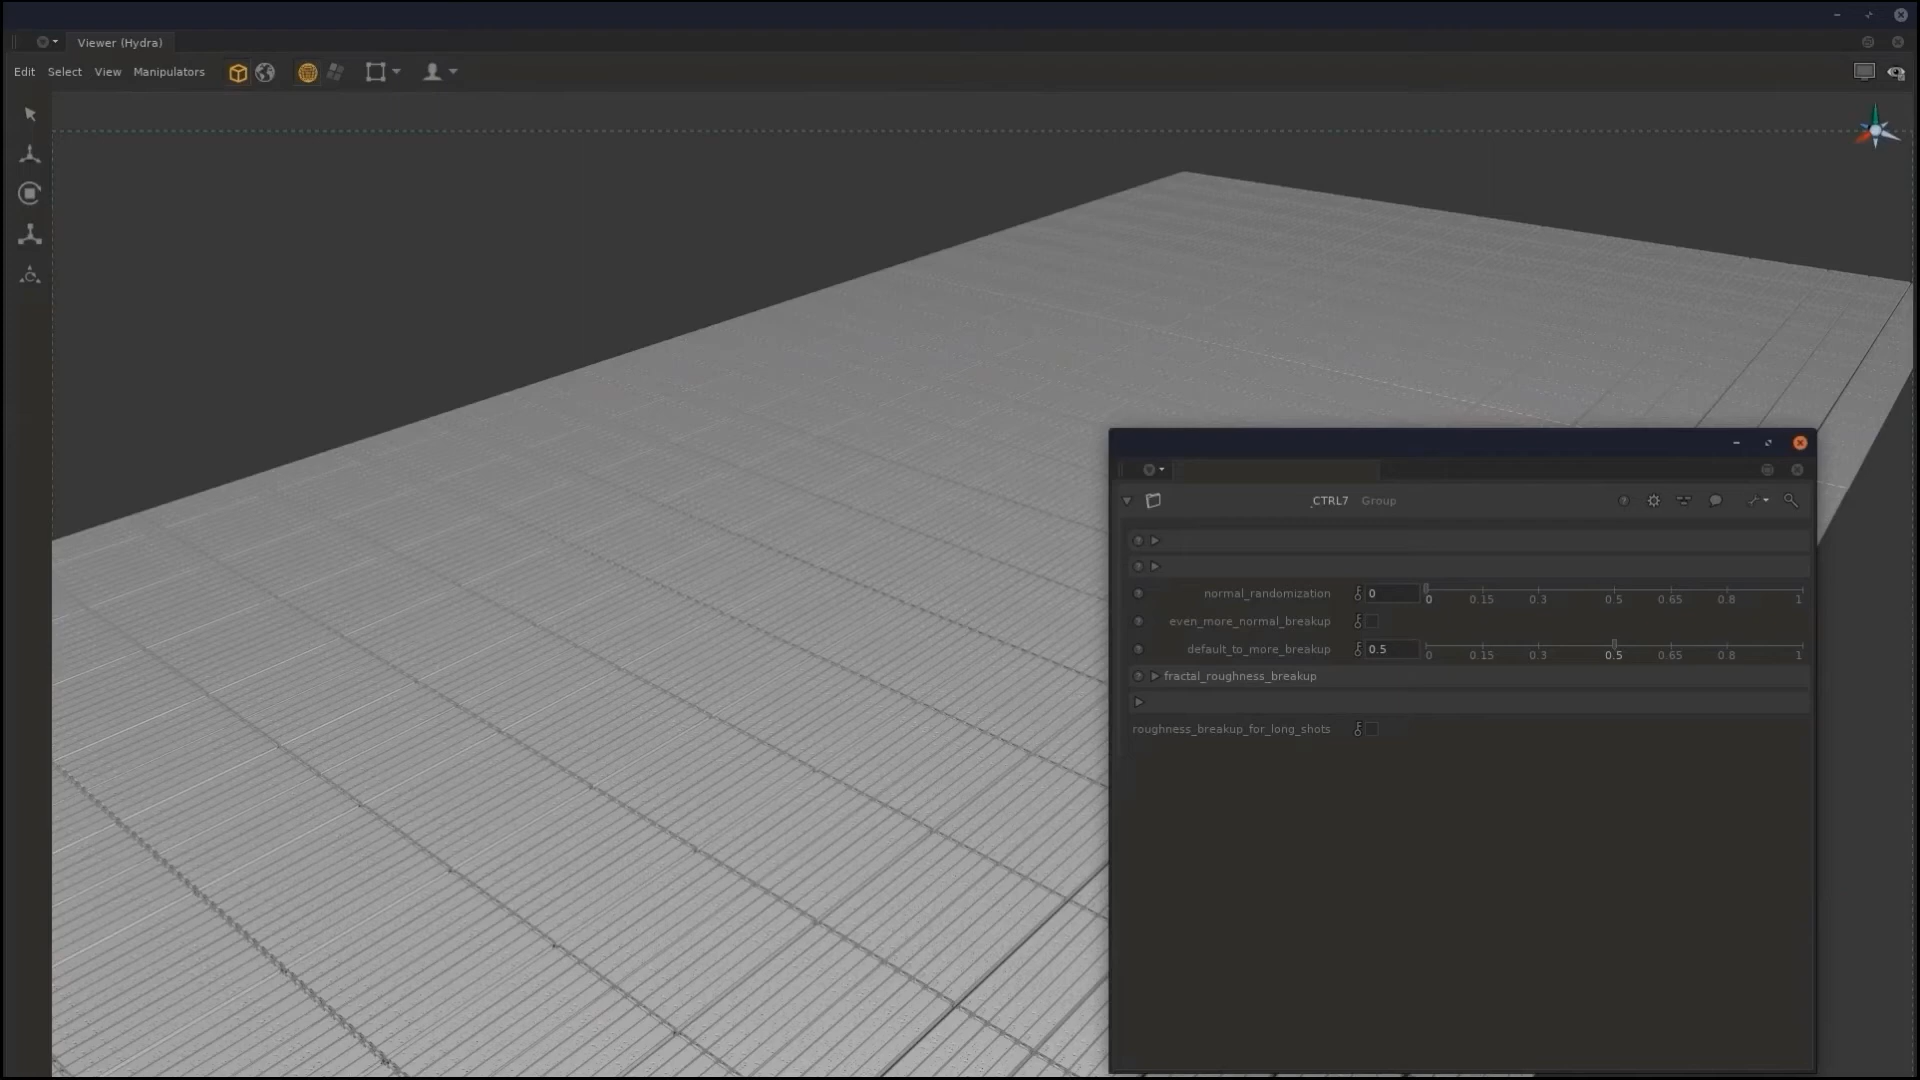 Viewer (Hydra)
Edit Select View Manipulators
_CTRL7 Group
normal_randomization 0 0 0.15 0.3 0.5 0.65 0.8 1
even_more_normal_breakup
default_to_more_breakup 0.5 0 0.15 0.3 0.5 0.65 0.8 1
fractal_roughness_breakup
roughness_breakup_for_long_shots